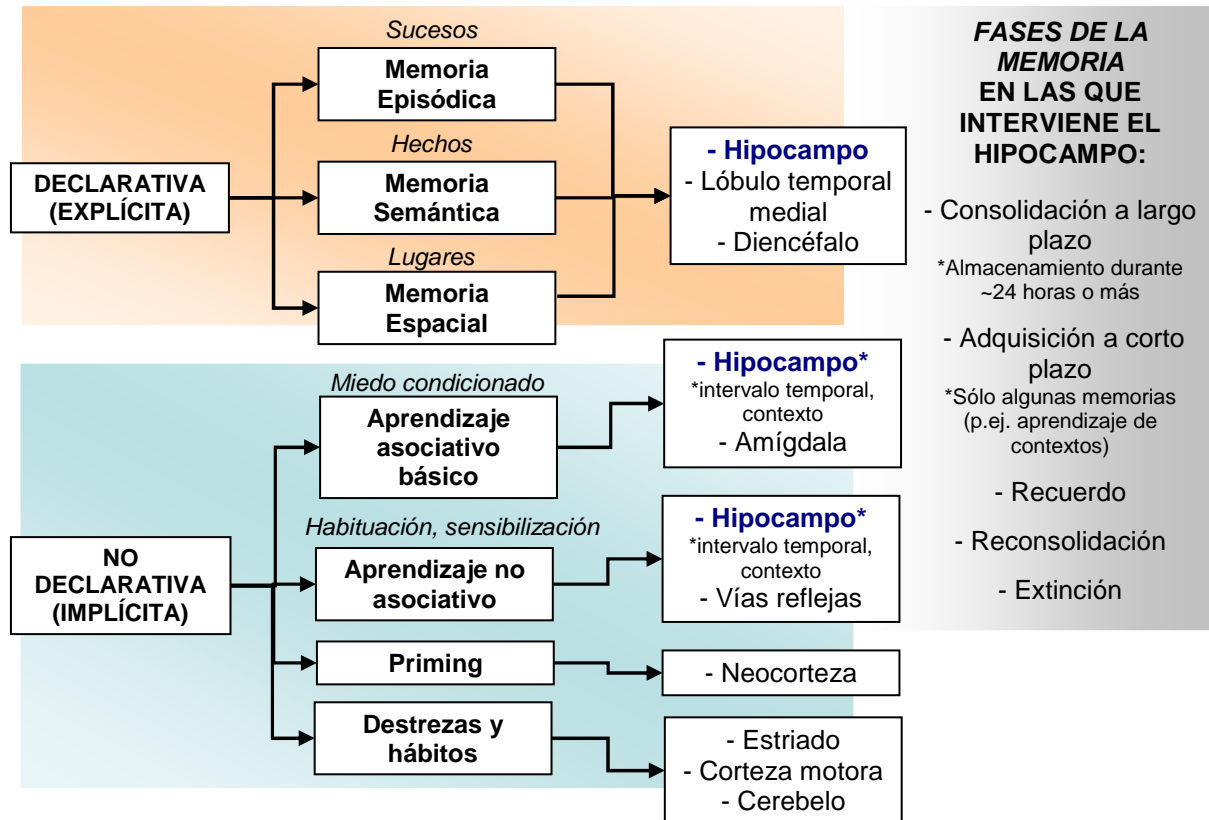 Sucesos
Memoria
Episódica
Hechos
DECLARATIVA
(EXPLÍCITA)
Memoria
Semántica
Lugares
Memoria
Espacial
- Hipocampo
- Lóbulo temporal
medial
- Diencéfalo
Miedo condicionado
Aprendizaje
asociativo
básico
- Hipocampo*
*intervalo temporal,
contexto
- Amígdala
NO
DECLARATIVA
(IMPLÍCITA)
Habituación, sensibilización
Aprendizaje no
asociativo
- Hipocampo*
*intervalo temporal,
contexto
- Vías reflejas
Priming
- Neocorteza
Destrezas y
hábitos
- Estriado
- Corteza motora
- Cerebelo
FASES DE LA
MEMORIA
EN LAS QUE
INTERVIENE EL
HIPOCAMPO:
- Consolidación a largo
plazo
*Almacenamiento durante
~24 horas o más
- Adquisición a corto
plazo
*Sólo algunas memorias
(p.ej. aprendizaje de
contextos)
- Recuerdo
- Reconsolidación
- Extinción